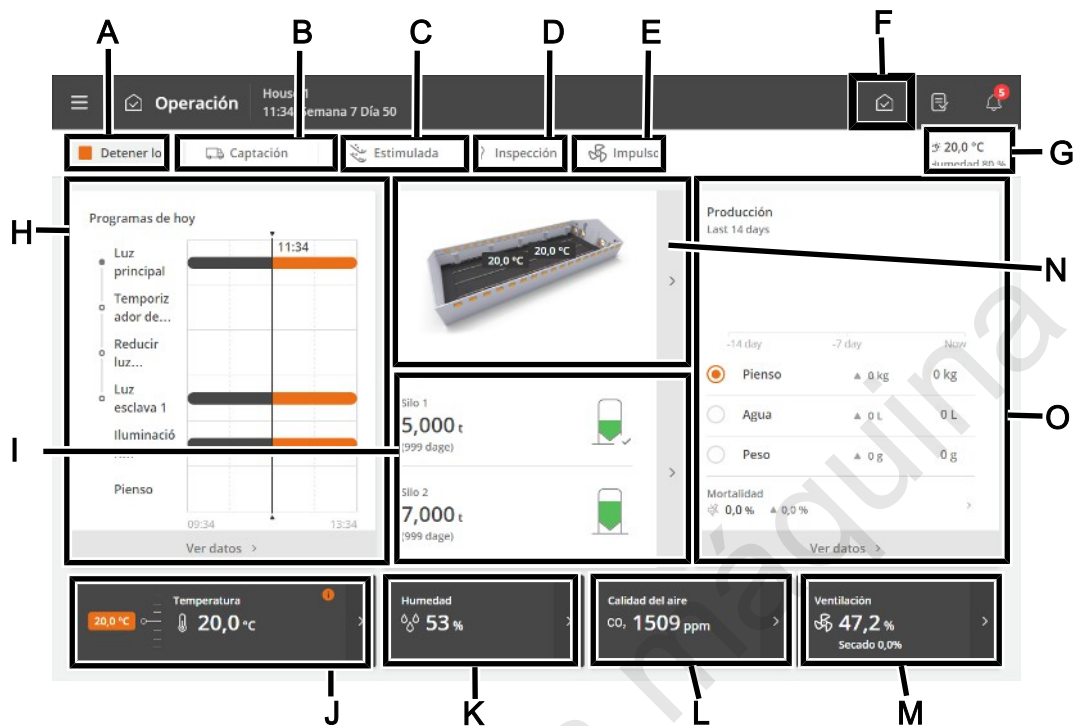 A
B
C
D
E
F
Operación
House 1
11:34 Semana 7 Día 50
5
Detener lo
Captación
Estimulada
Inspección
Impulso
20,0 °C
Humedad 80 %
G
H
Programas de hoy
11:34
Luz
principal
Temporiz
ador de...
Reducir
luz...
Luz
esclava 1
Iluminació
Pienso
09:34
13:34
Ver datos >
20,0 °C
20,0 °C
>
N
I
Silo 1
5,000 t
(999 dage)
Silo 2
7,000 t
(999 dage)
>
Producción
Last 14 days
-14 day
-7 day
Now
Pienso ▲ 0 kg 0 kg
Agua ▲ 0 L 0 L
Peso ▲ 0 g 0 g
O
Mortalidad
0,0 % ▲ 0,0 %
>
Ver datos >
Temperatura
i
20,0 °C
20,0 °C
>
Humedad
53 %
>
Calidad del aire
CO₂ 1509 ppm
>
Ventilación
47,2 %
Secado 0,0%
>
J
K
L
M
máquina